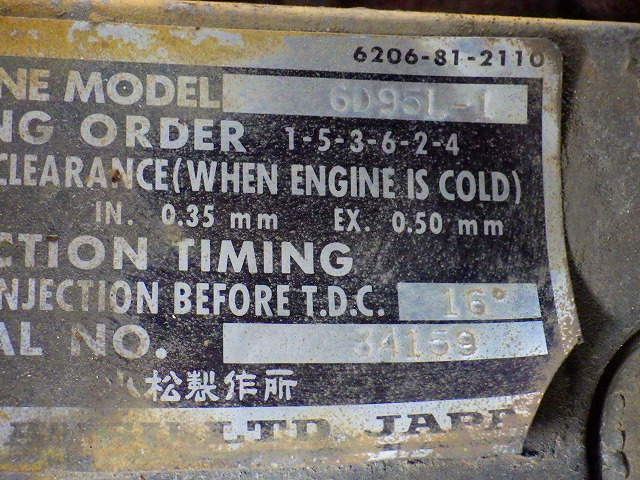 6206-81-2110
NE MODEL 6D95L-1
NG ORDER 1-5-3-6-2-4
CLEARANCE (WHEN ENGINE IS COLD)
IN. 0.35 mm EX. 0.50 mm
CTION TIMING
NJECTION BEFORE T.D.C. 16°
AL NO. 34159
松製作所
LTD JAPA